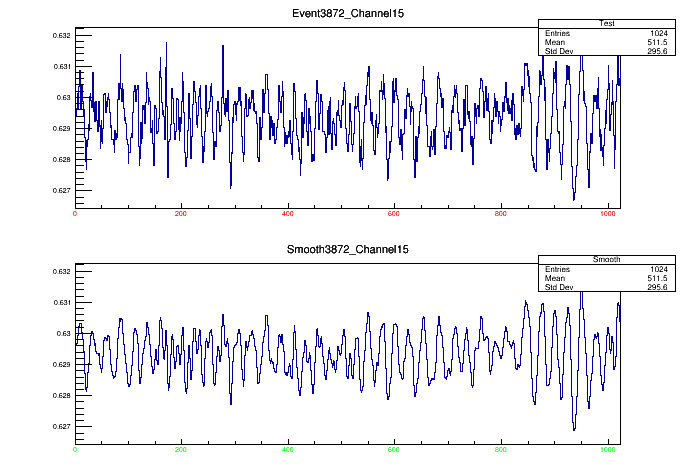 Event3872_Channel15
Test
Entries 1024
Mean 511.5
Std Dev 295.6
0.632
0.631
0.63
0.629
0.628
0.627
0 200 400 600 800 1000
Smooth3872_Channel15
Smooth
Entries 1024
Mean 511.5
Std Dev 295.6
0.632
0.631
0.63
0.629
0.628
0.627
0 200 400 600 800 1000